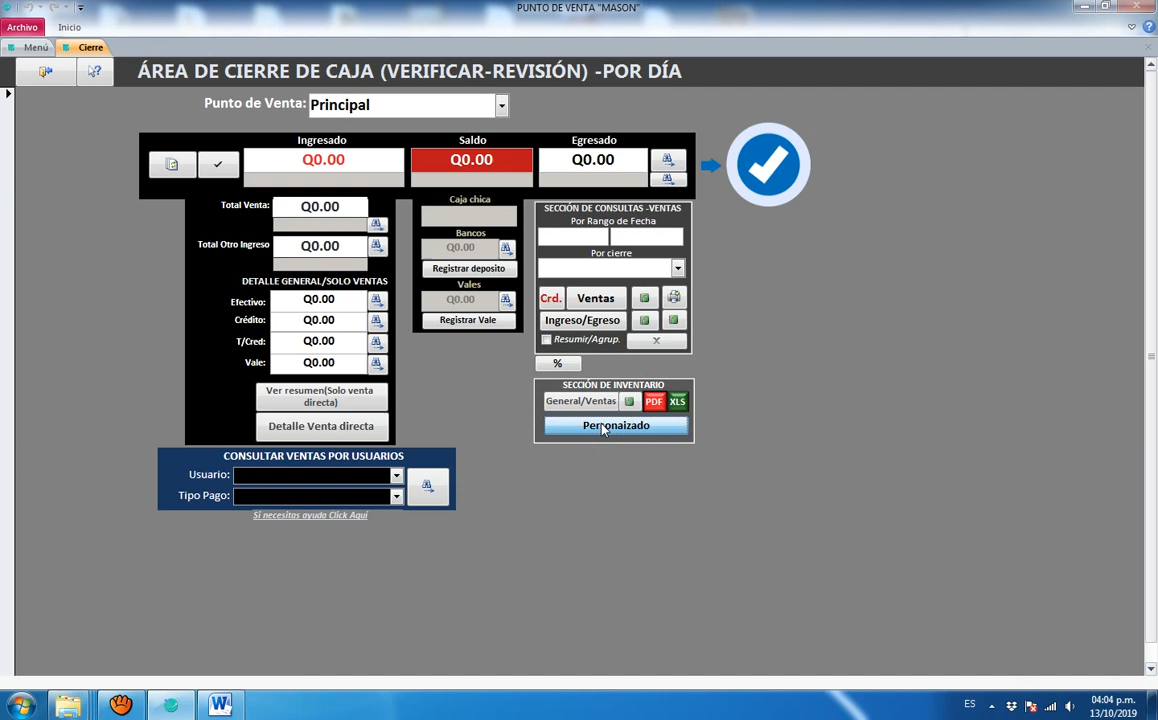 PUNTO DE VENTA "MASON"
Archivo Inicio
Menú Cierre
ÁREA DE CIERRE DE CAJA (VERIFICAR-REVISIÓN) -POR DÍA
Punto de Venta: Principal
Ingresado Saldo Egresado
Q0.00 Q0.00 Q0.00
Total Venta: Q0.00
Total Otro Ingreso Q0.00
DETALLE GENERAL/SOLO VENTAS
Efectivo: Q0.00
Crédito: Q0.00
T/Cred: Q0.00
Vale: Q0.00
Ver resumen(Solo venta
directa)
Detalle Venta directa
Caja chica
Bancos
Q0.00
Registrar deposito
Vales
Q0.00
Registrar Vale
SECCIÓN DE CONSULTAS -VENTAS
Por Rango de Fecha
Por cierre
Crd. Ventas
Ingreso/Egreso
Resumir/Agrup. X
%
SECCIÓN DE INVENTARIO
General/Ventas PDF XLS
Personaizado
CONSULTAR VENTAS POR USUARIOS
Usuario:
Tipo Pago:
Si necesitas ayuda Click Aquí
ES 04:04 p.m.
13/10/2019